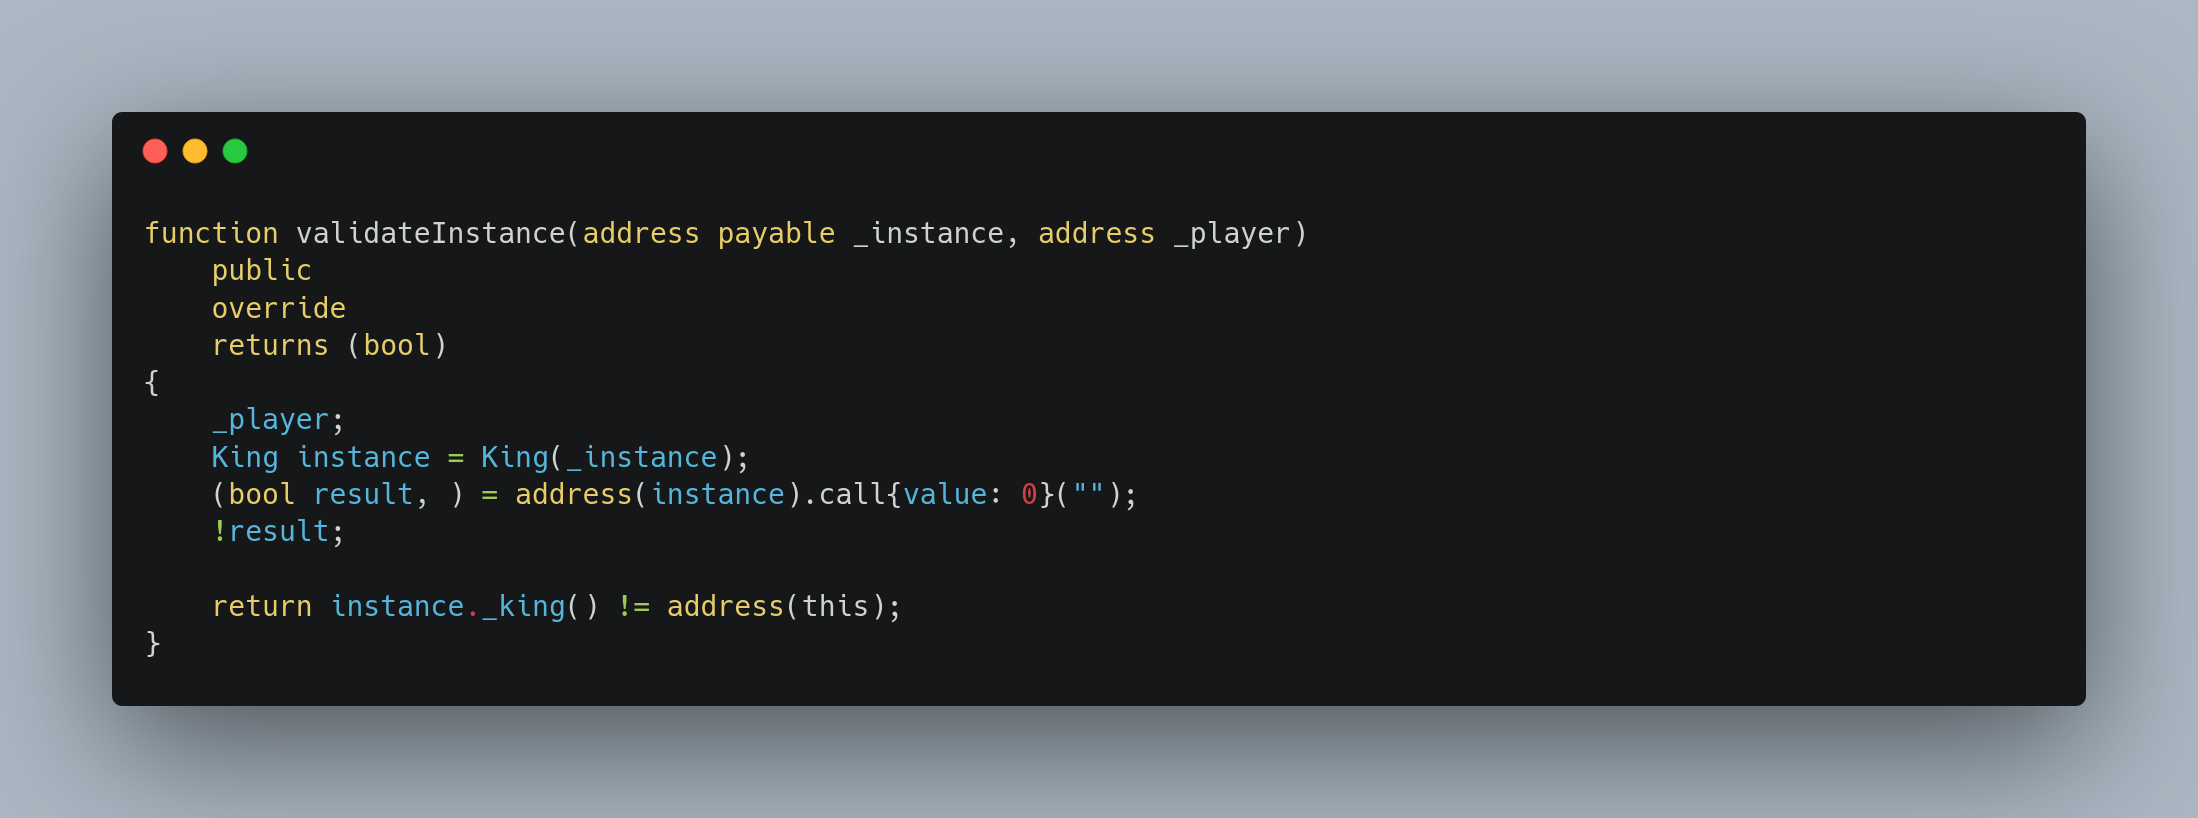 function validateInstance(address payable _instance, address _player)
    public
    override
    returns (bool)
{
    _player;
    King instance = King(_instance);
    (bool result, ) = address(instance).call{value: 0}("");
    !result;

    return instance._king() != address(this);
}